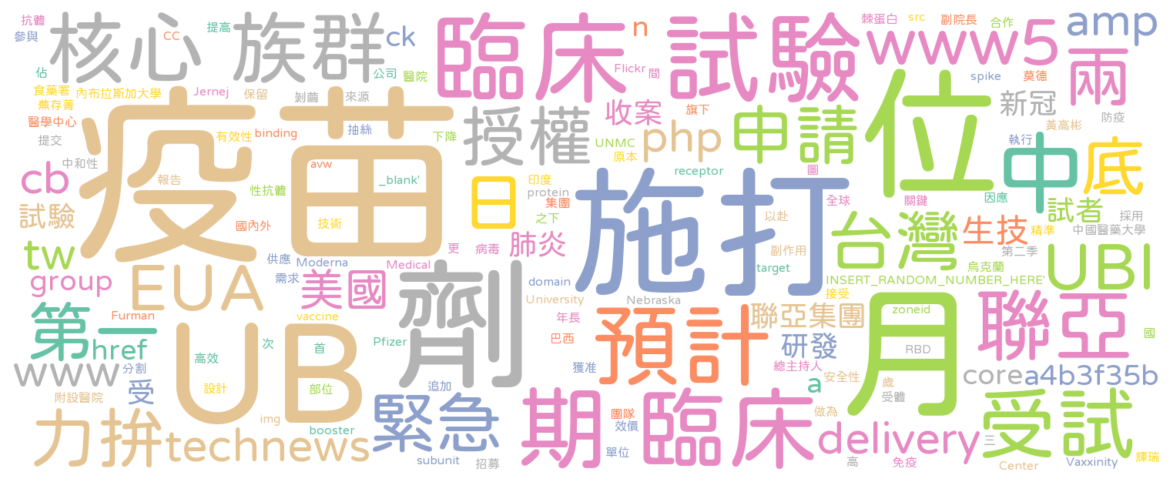 抗體
參與
核心
族群
cc
提高
ck
公司
醫院
臨床
試驗
n
Flickr
間
棘蛋白
src
副院長
合作
www5
amp
spike
莫德
兩
佔
食藥署
內布拉斯加大學
蕪存菁
醫學中心
提交
Jernej
保留
剝繭
來源
有效性
binding
抽絲
下降
授權
收案
旗下
UNMC
原本
php
申請
位
新冠
防疫
黃高彬
執行
中
底
疫苗
中和性
報告
avw
_blank'
性抗體
技術
國內外
cb
試驗
印度
protein
集團
之下
日
receptor
施打
圖
全球
關鍵
以赴
因應
試者
精準
採用
中國醫藥大學
生技
第二季
台灣
副作用
烏克蘭
tw
group
EUA
供應
Moderna
需求
更
病毒
Medical
肺炎
美國
domain
target
INSERT_RANDOM_NUMBER_HERE'
接受
UBI
University
Nebraska
Furman
vaccine
第一
href
UB
劑
Pfizer
年長
巴西
預計
聯亞集團
zoneid
月
聯亞
國
研發
RBD
獲准
總主持人
www
分割
高效
次
首
部位
設計
受
追加
a
安全性
歲
受體
corea4b3f35b
附設醫院
img
力拚
technews
booster
緊急
subunit
招募
期
團隊
效價
單位
臨床
做為
delivery
三
高
免疫
受試
Center
Vaxxinity
輝瑞